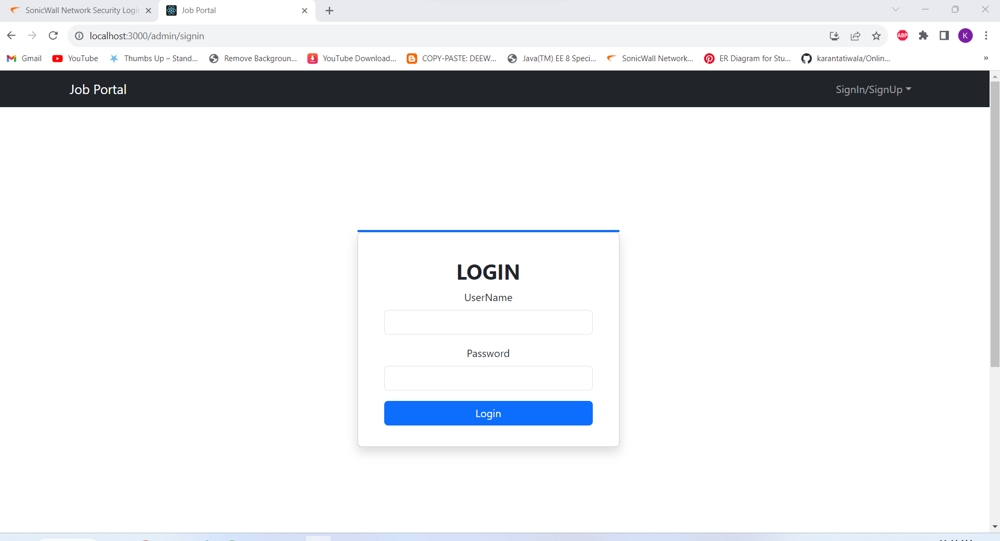 SonicWall Network Security Login
Job Portal
localhost:3000/admin/signin
ABP
K
Gmail
YouTube
Thumbs Up – Stand...
Remove Backgroun...
YouTube Download...
COPY-PASTE: DEEW...
Java(TM) EE 8 Speci...
SonicWall Network...
ER Diagram for Stu...
karantatiwala/Onlin...
»
Job Portal
SignIn/SignUp
LOGIN
UserName
Password
Login